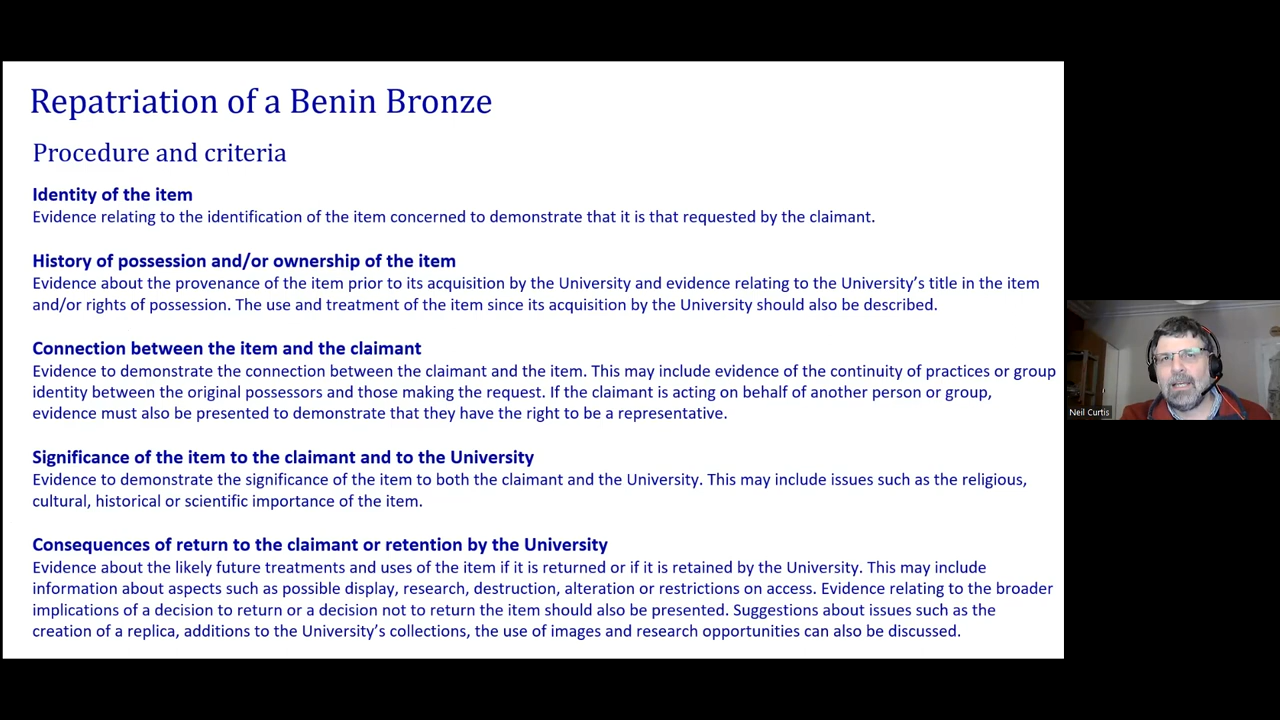 Repatriation of a Benin Bronze
Procedure and criteria
Identity of the item
Evidence relating to the identification of the item concerned to demonstrate that it is that requested by the claimant.
History of possession and/or ownership of the item
Evidence about the provenance of the item prior to its acquisition by the University and evidence relating to the University’s title in the item
and/or rights of possession. The use and treatment of the item since its acquisition by the University should also be described.
Connection between the item and the claimant
Evidence to demonstrate the connection between the claimant and the item. This may include evidence of the continuity of practices or group
identity between the original possessors and those making the request. If the claimant is acting on behalf of another person or group,
evidence must also be presented to demonstrate that they have the right to be a representative.
Significance of the item to the claimant and to the University
Evidence to demonstrate the significance of the item to both the claimant and the University. This may include issues such as the religious,
cultural, historical or scientific importance of the item.
Consequences of return to the claimant or retention by the University
Evidence about the likely future treatments and uses of the item if it is returned or if it is retained by the University. This may include
information about aspects such as possible display, research, destruction, alteration or restrictions on access. Evidence relating to the broader
implications of a decision to return or a decision not to return the item should also be presented. Suggestions about issues such as the
creation of a replica, additions to the University’s collections, the use of images and research opportunities can also be discussed.
Neil Curtis